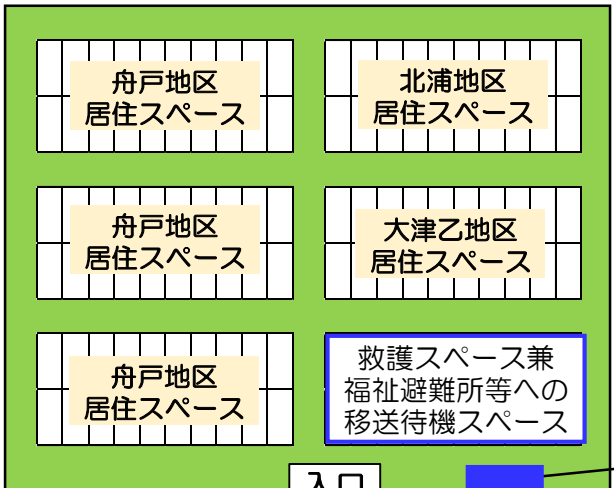 舟戸地区
居住スペース
北浦地区
居住スペース
舟戸地区
居住スペース
大津乙地区
居住スペース
舟戸地区
居住スペース
救護スペース兼
福祉避難所等への
移送待機スペース
入口